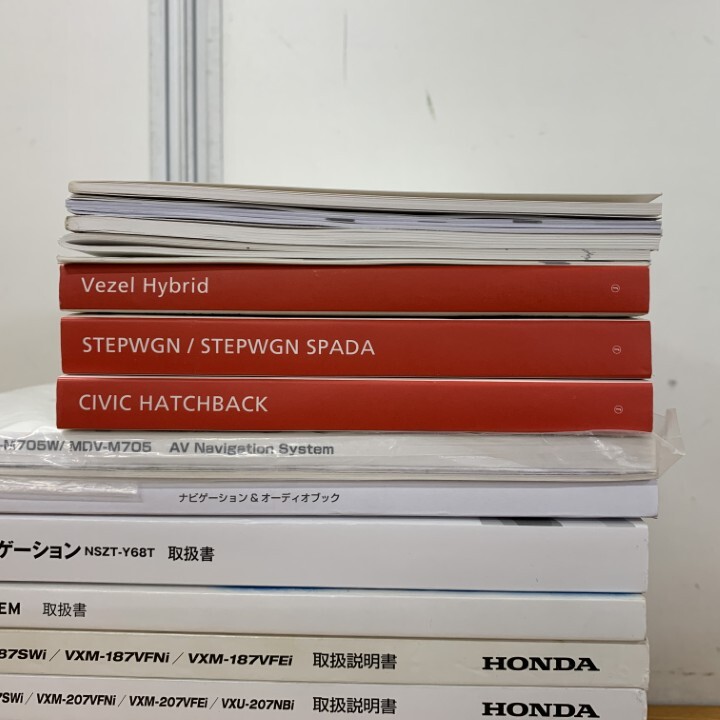 Vezel Hybrid
STEPWGN / STEPWGN SPADA
CIVIC HATCHBACK
-M705W/ MDV-M705 AV Navigation System
ナビゲーション & オーディオブック
ゲーション NSZT-Y68T 取扱書
EM 取扱書
87SWi / VXM-187VFNi / VXM-187VFEi 取扱説明書 HONDA
7SWi / VXM-207VFNi / VXM-207VFEi / VXU-207NBi 取扱説明書 HONDA